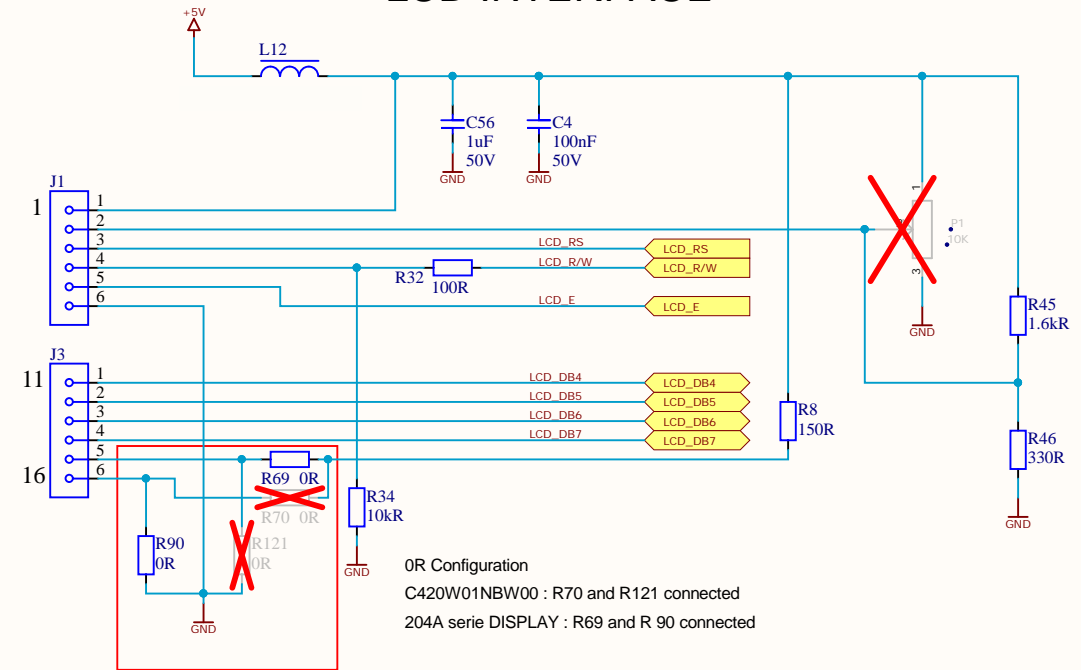 +5V
L12
C56
1uF
50V
GND
C4
100nF
50V
GND
J1
1
1
2
3
4
5
6
LCD_RS
LCD_RS
LCD_R/W
LCD_R/W
R32
100R
LCD_E
LCD_E
1
P1
10K
3
GND
R45
1.6kR
J3
11
16
1
2
3
4
5
6
LCD_DB4
LCD_DB4
LCD_DB5
LCD_DB5
LCD_DB6
LCD_DB6
LCD_DB7
LCD_DB7
R8
150R
R46
330R
GND
R69 0R
R70 0R
R34
10kR
GND
R90
0R
R121
0R
GND
0R Configuration
C420W01NBW00 : R70 and R121 connected
204A serie DISPLAY : R69 and R 90 connected